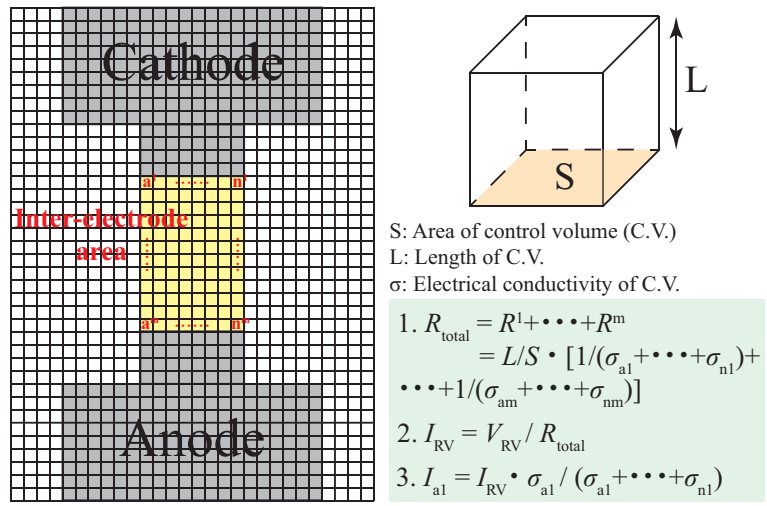 Cathode
a¹ ······ n¹
Inter-electrode
area
aᵐ ······ nᵐ
Anode
L
S
S: Area of control volume (C.V.)
L: Length of C.V.
σ: Electrical conductivity of C.V.
1. R_total = R¹+•••+Rᵐ
= L/S • [1/(σ_a1+•••+σ_n1)+
•••+1/(σ_am+•••+σ_nm)]
2. I_RV = V_RV / R_total
3. I_a1 = I_RV • σ_a1 / (σ_a1+•••+σ_n1)